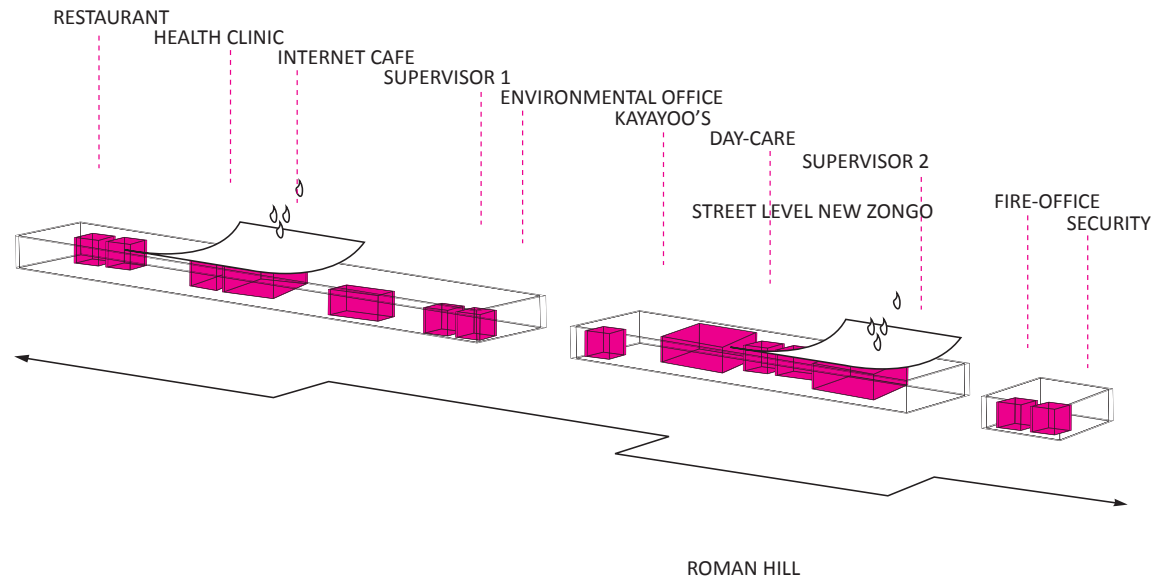 RESTAURANT
HEALTH CLINIC
INTERNET CAFE
SUPERVISOR 1
ENVIRONMENTAL OFFICE
KAYAYOO'S
DAY-CARE
SUPERVISOR 2
STREET LEVEL NEW ZONGO
FIRE-OFFICE
SECURITY
ROMAN HILL